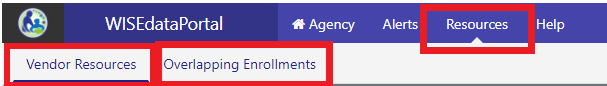 WISEdataPortal Agency Alerts Resources Help
Vendor Resources Overlapping Enrollments